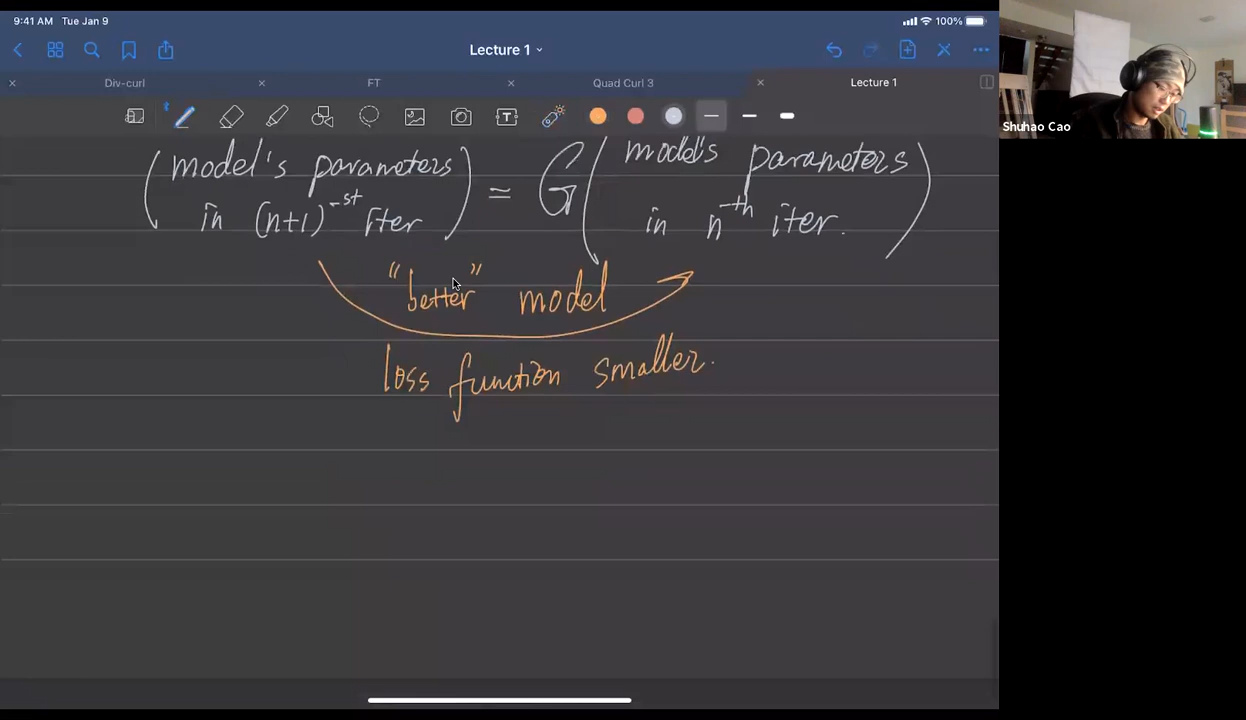 9:41 AM Tue Jan 9
100%
Lecture 1
Div-curl
FT
Quad Curl 3
Lecture 1
Shuhao Cao
T
(model's parameters in (n+1)^-st iter) = G(model's parameters in n^-th iter.)
"better" model
loss function smaller.